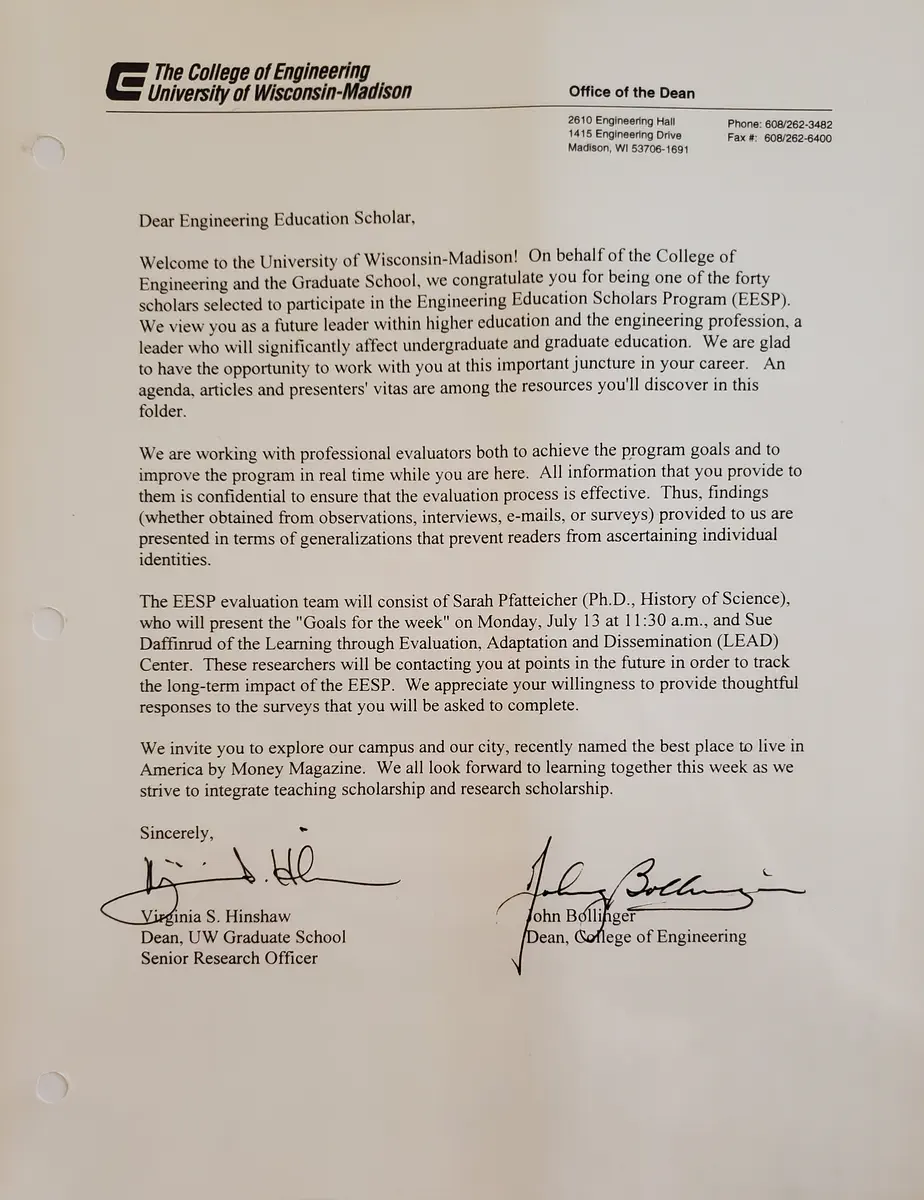 The College of Engineering
University of Wisconsin-Madison
Office of the Dean
2610 Engineering Hall
1415 Engineering Drive
Madison, WI 53706-1691
Phone: 608/262-3482
Fax #: 608/262-6400
Dear Engineering Education Scholar,
Welcome to the University of Wisconsin-Madison! On behalf of the College of
Engineering and the Graduate School, we congratulate you for being one of the forty
scholars selected to participate in the Engineering Education Scholars Program (EESP).
We view you as a future leader within higher education and the engineering profession, a
leader who will significantly affect undergraduate and graduate education. We are glad
to have the opportunity to work with you at this important juncture in your career. An
agenda, articles and presenters' vitas are among the resources you'll discover in this
folder.
We are working with professional evaluators both to achieve the program goals and to
improve the program in real time while you are here. All information that you provide to
them is confidential to ensure that the evaluation process is effective. Thus, findings
(whether obtained from observations, interviews, e-mails, or surveys) provided to us are
presented in terms of generalizations that prevent readers from ascertaining individual
identities.
The EESP evaluation team will consist of Sarah Pfatteicher (Ph.D., History of Science),
who will present the "Goals for the week" on Monday, July 13 at 11:30 a.m., and Sue
Daffinrud of the Learning through Evaluation, Adaptation and Dissemination (LEAD)
Center. These researchers will be contacting you at points in the future in order to track
the long-term impact of the EESP. We appreciate your willingness to provide thoughtful
responses to the surveys that you will be asked to complete.
We invite you to explore our campus and our city, recently named the best place to live in
America by Money Magazine. We all look forward to learning together this week as we
strive to integrate teaching scholarship and research scholarship.
Sincerely,
John Bollinger
Virginia S. Hinshaw
Dean, UW Graduate School
Senior Research Officer
John Bollinger
Dean, College of Engineering